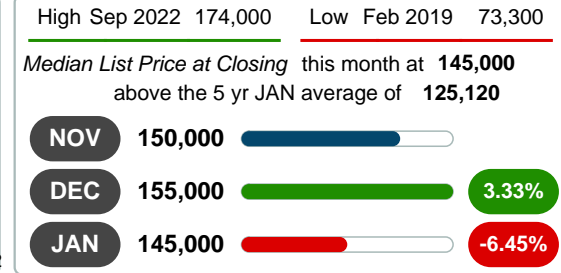 High Sep 2022 174,000 Low Feb 2019 73,300
Median List Price at Closing this month at 145,000
above the 5 yr JAN average of 125,120
NOV 150,000
DEC 155,000 3.33%
JAN 145,000 -6.45%